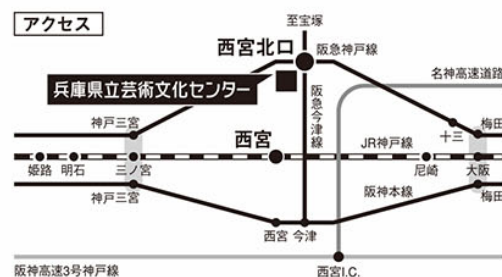 アクセス
至宝塚
西宮北口
阪急神戸線
兵庫県立芸術文化センター
名神高速道路
阪急今津線
神戸三宮
十三
梅田
西宮
JR神戸線
姫路
明石
三ノ宮
尼崎
大阪
神戸三宮
阪神本線
梅田
西宮
今津
阪神高速3号神戸線
西宮I.C.